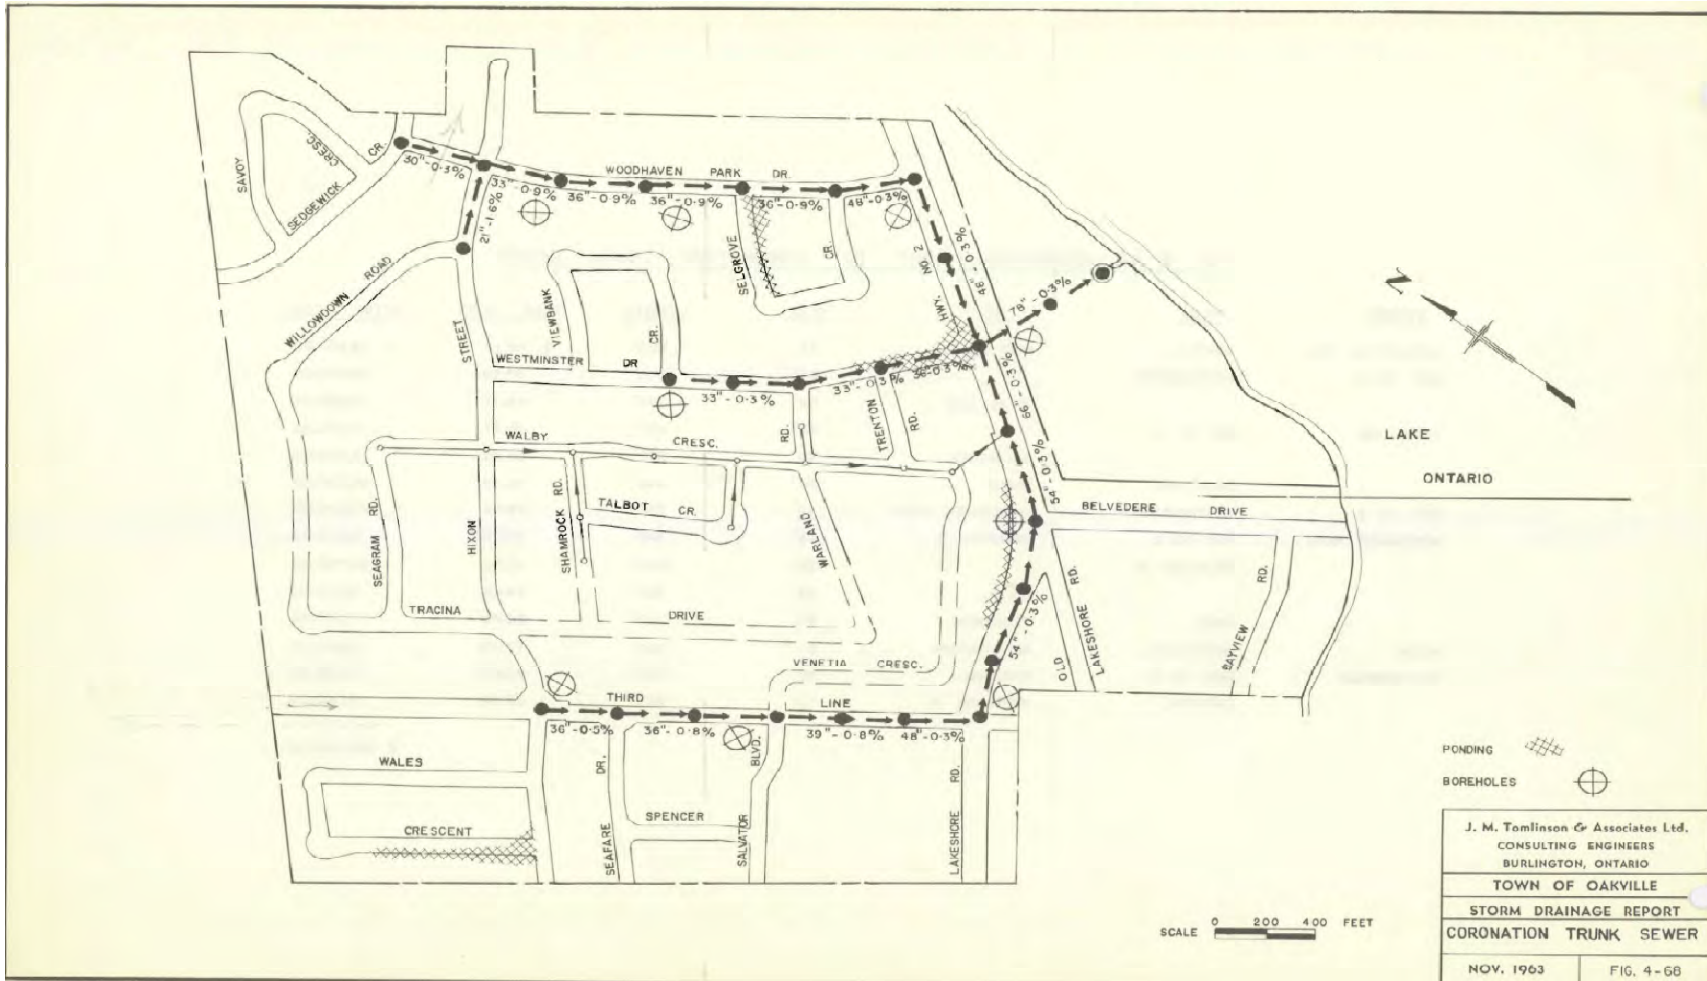 SAVOY
CRESC.
CR.
SEDGEWICK
30"-0.3%
33"-0.9%
21"-1.6%
36"-0.9%
36"-0.9%
36"-0.9%
48"-0.3%
WOODHAVEN PARK DR.
WILLOWDOWN ROAD
STREET
VIEWBANK
CR.
SELGROVE
CR.
HWY. NO. 2
48"-0.3%
78"-0.3%
WESTMINSTER DR
33"-0.3%
33"-0.3%
36-0.3%
66"-0.3%
TRENTON
RD.
RD.
WALBY CRESC.
54"-0.3%
LAKE
ONTARIO
SEAGRAM RD.
HIXON
SHAMROCK RD.
TALBOT CR.
WARLAND
BELVEDERE DRIVE
TRACINA DRIVE
54"-0.3%
OLD LAKESHORE RD.
BAYVIEW RD.
VENETIA CRESC.
THIRD LINE
36"-0.5%
36"-0.8%
39"-0.8%
48"-0.3%
WALES
CRESCENT
SEAFARE DR.
SPENCER
SALVATOR BLVD.
LAKESHORE RD.
N
PONDING
BOREHOLES
SCALE 0 200 400 FEET
J. M. Tomlinson & Associates Ltd.
CONSULTING ENGINEERS
BURLINGTON, ONTARIO
TOWN OF OAKVILLE
STORM DRAINAGE REPORT
CORONATION TRUNK SEWER
NOV. 1963
FIG. 4-68